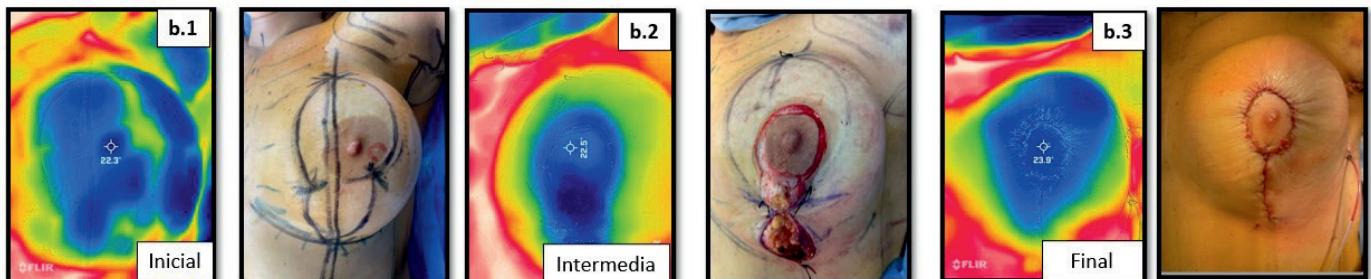 b.1
22.3°
FLIR
Inicial
b.2
22.5°
Intermedia
b.3
23.9°
FLIR
Final